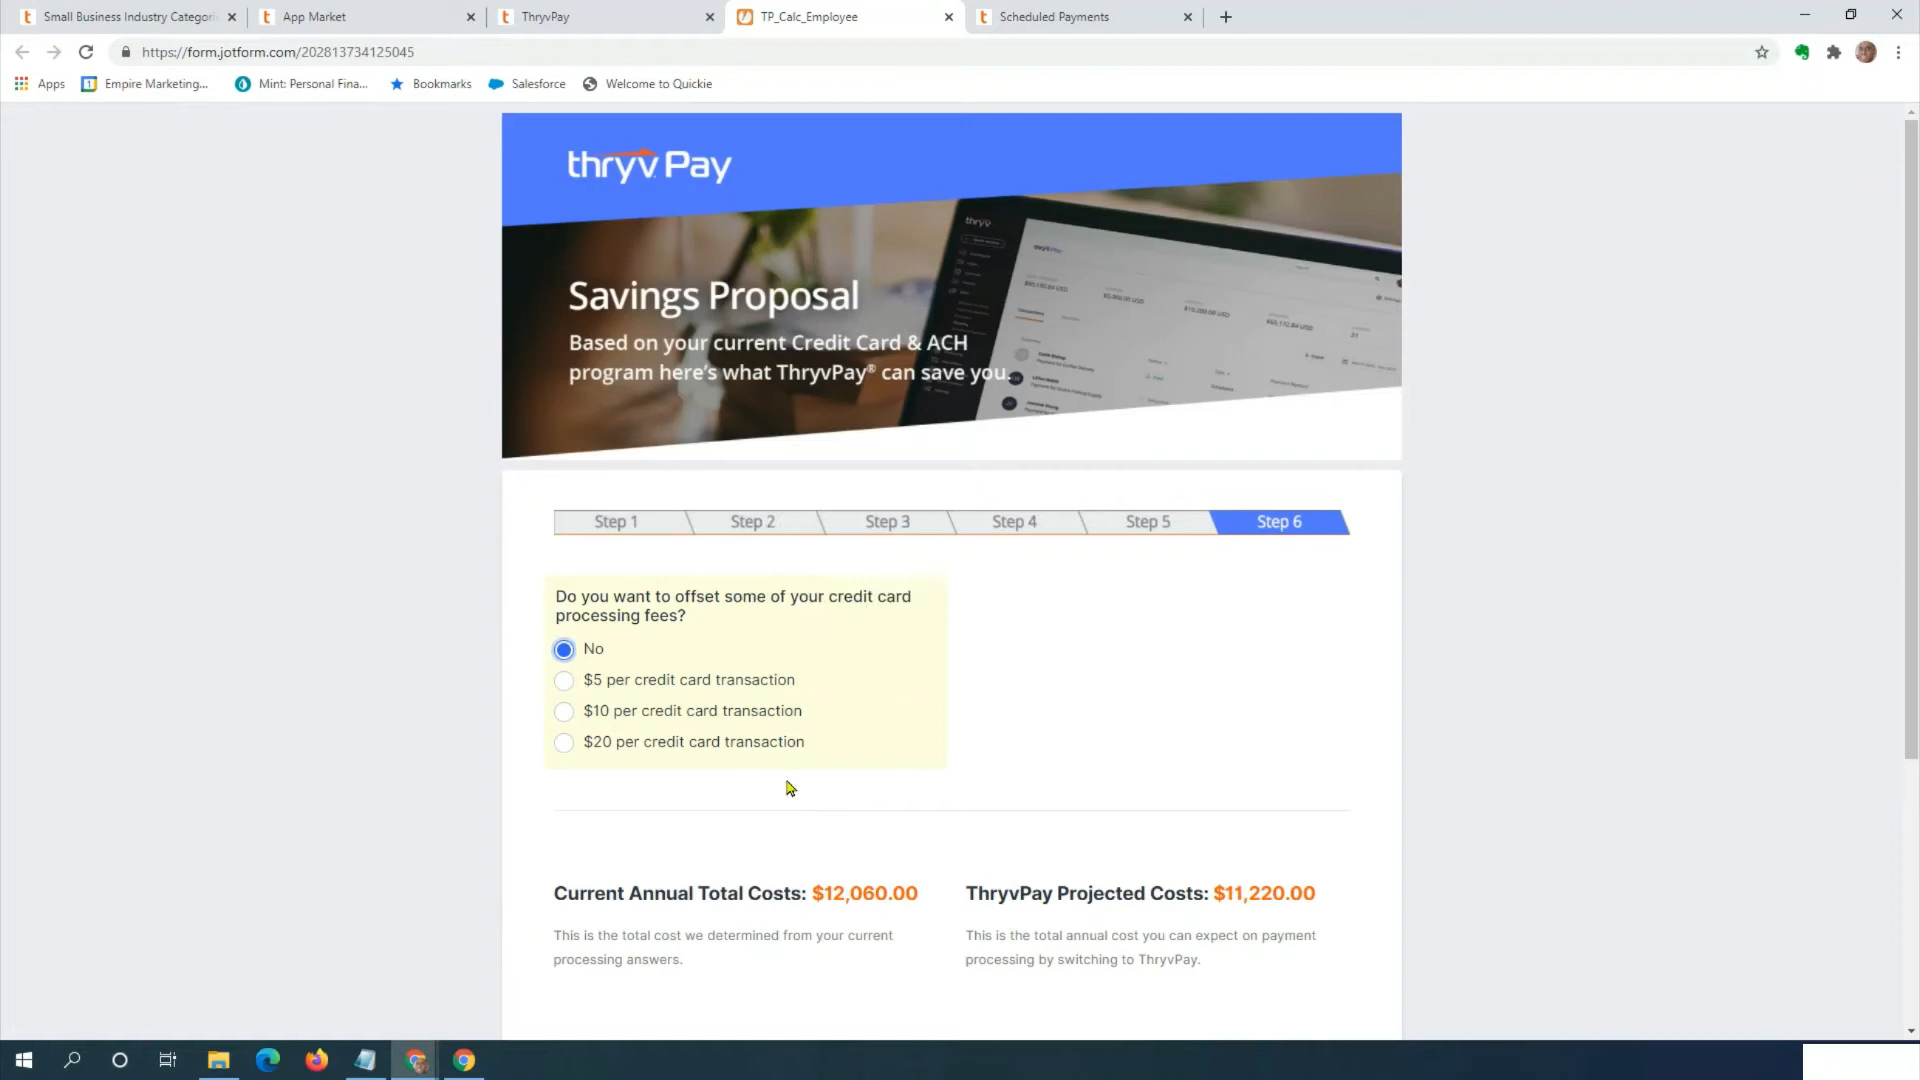 Small Business Industry Categori
App Market
ThryvPay
TP_Calc_Employee
Scheduled Payments
https://form.jotform.com/202813734125045
Apps
Empire Marketing...
Mint: Personal Fina...
Bookmarks
Salesforce
Welcome to Quickie
thryv Pay
thryv
Savings Proposal
Based on your current Credit Card & ACH
program here's what ThryvPay® can save you.
Step 1
Step 2
Step 3
Step 4
Step 5
Step 6
Do you want to offset some of your credit card
processing fees?
No
$5 per credit card transaction
$10 per credit card transaction
$20 per credit card transaction
Current Annual Total Costs: $12,060.00
ThryvPay Projected Costs: $11,220.00
This is the total cost we determined from your current
processing answers.
This is the total annual cost you can expect on payment
processing by switching to ThryvPay.